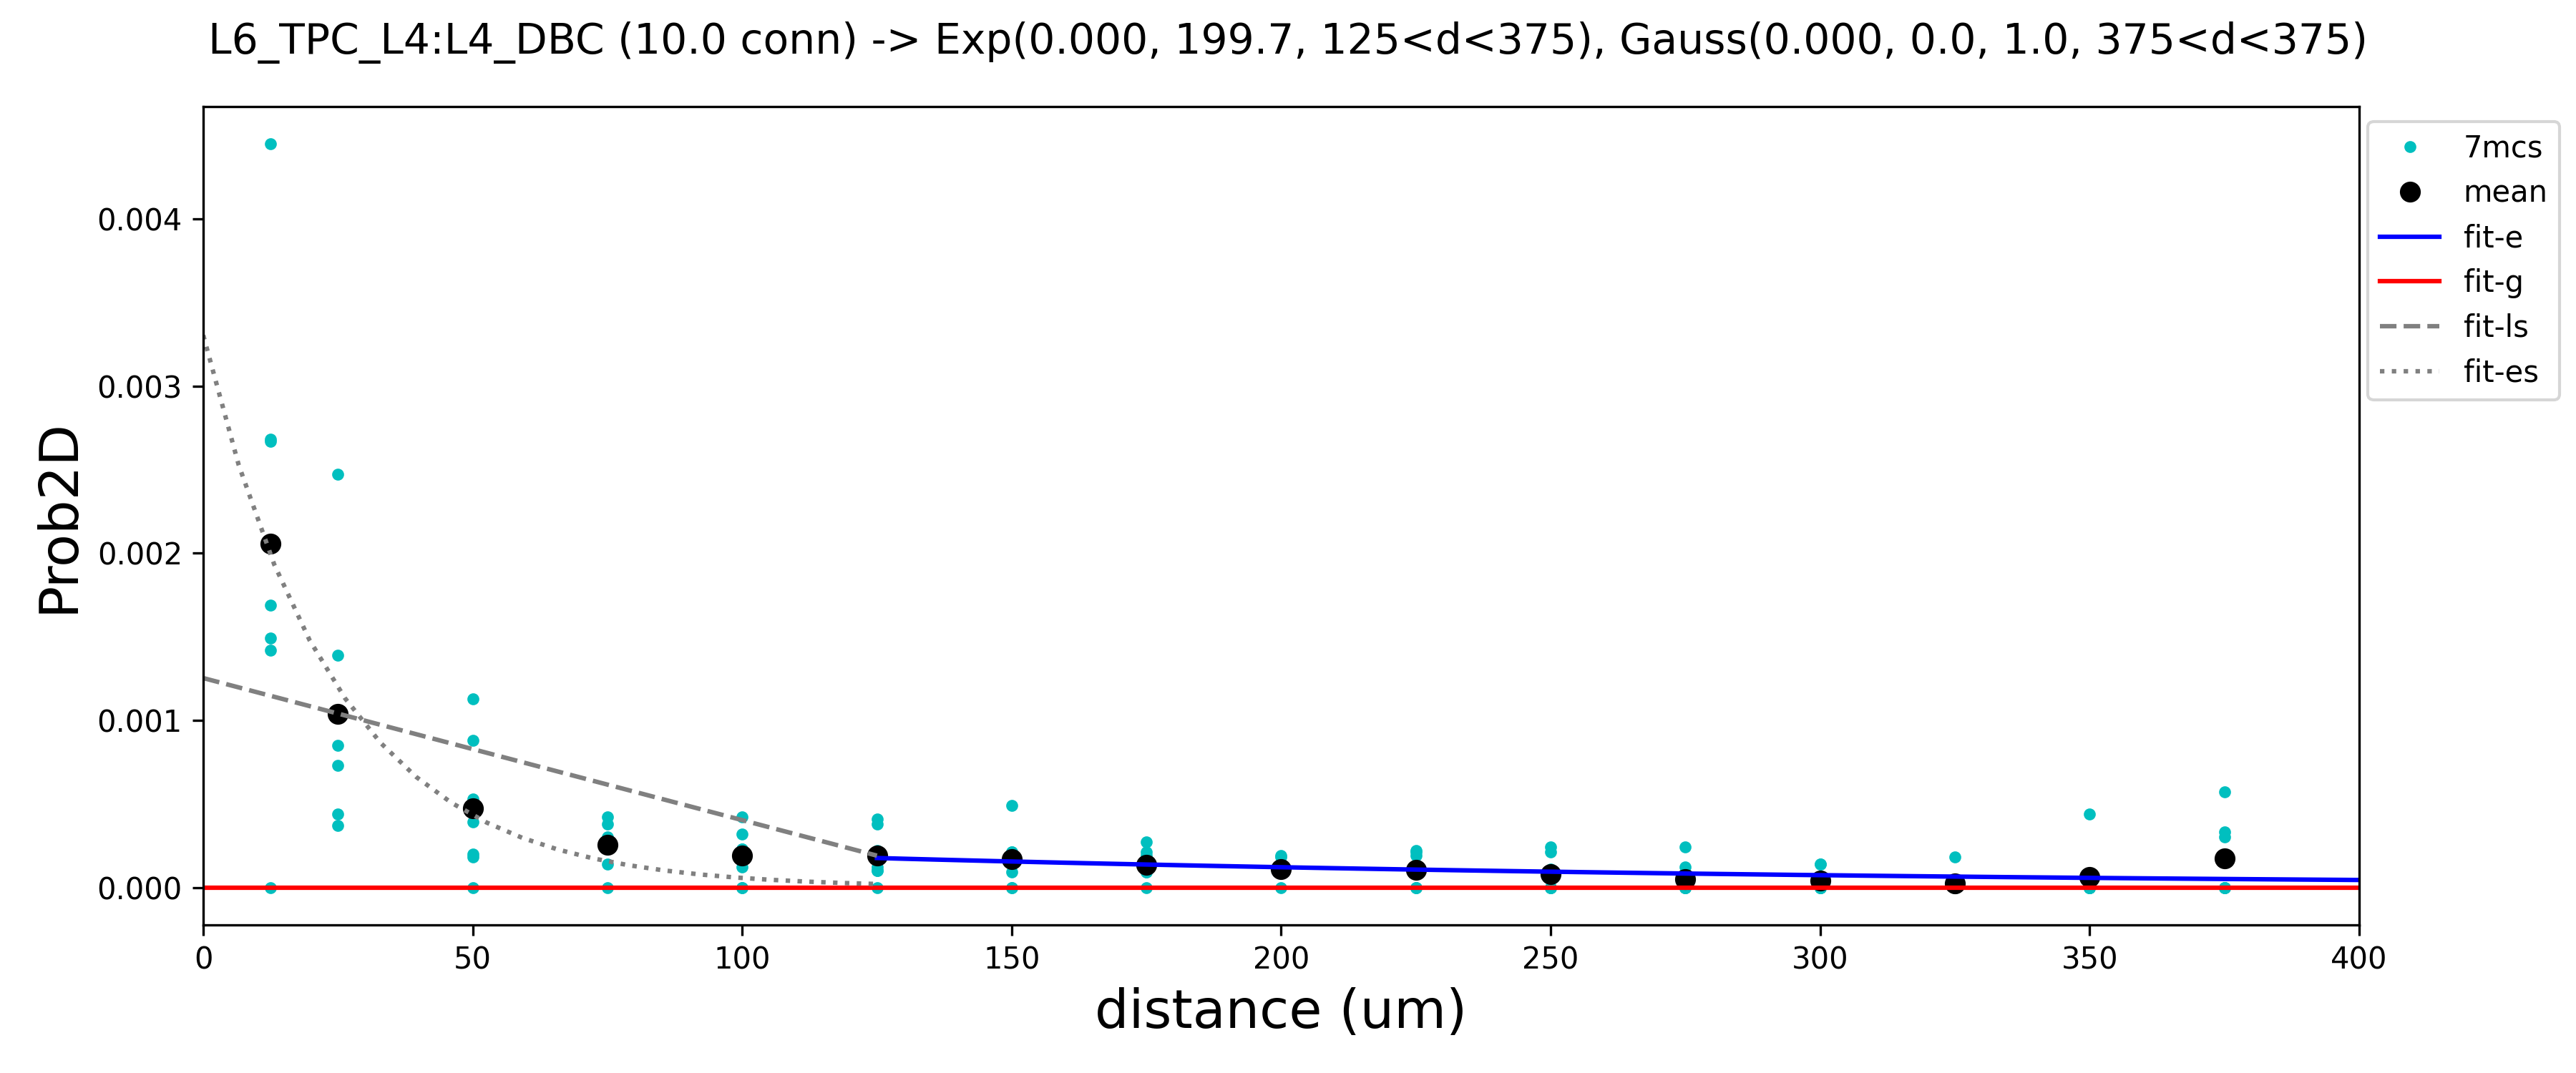 L6_TPC_L4:L4_DBC (10.0 conn) -> Exp(0.000, 199.7, 125<d<375), Gauss(0.000, 0.0, 1.0, 375<d<375)
7mcs
mean
fit-e
fit-g
fit-ls
fit-es
Prob2D
0.004
0.003
0.002
0.001
0.000
0 50 100 150 200 250 300 350 400
distance (um)